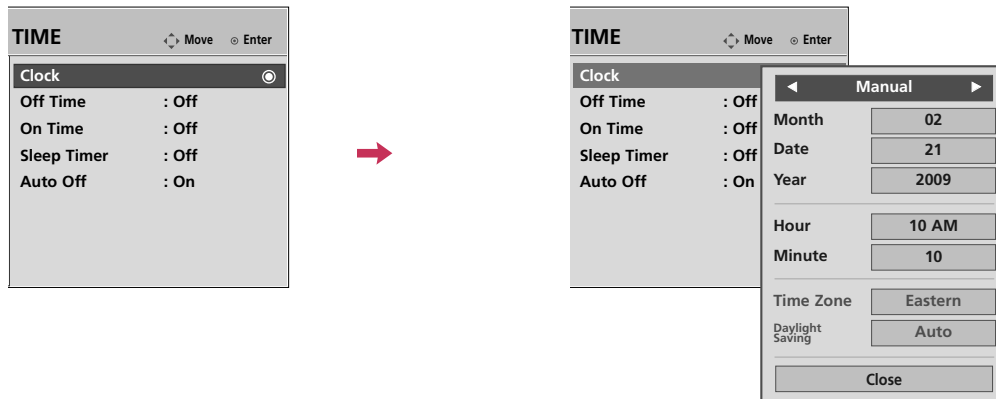 TIME Move Enter
Clock
Off Time : Off
On Time : Off
Sleep Timer : Off
Auto Off : On
TIME Move Enter
Clock
Off Time : Off
On Time : Off
Sleep Timer : Off
Auto Off : On
Manual
Month 02
Date 21
Year 2009
Hour 10 AM
Minute 10
Time Zone Eastern
Daylight
Saving Auto
Close